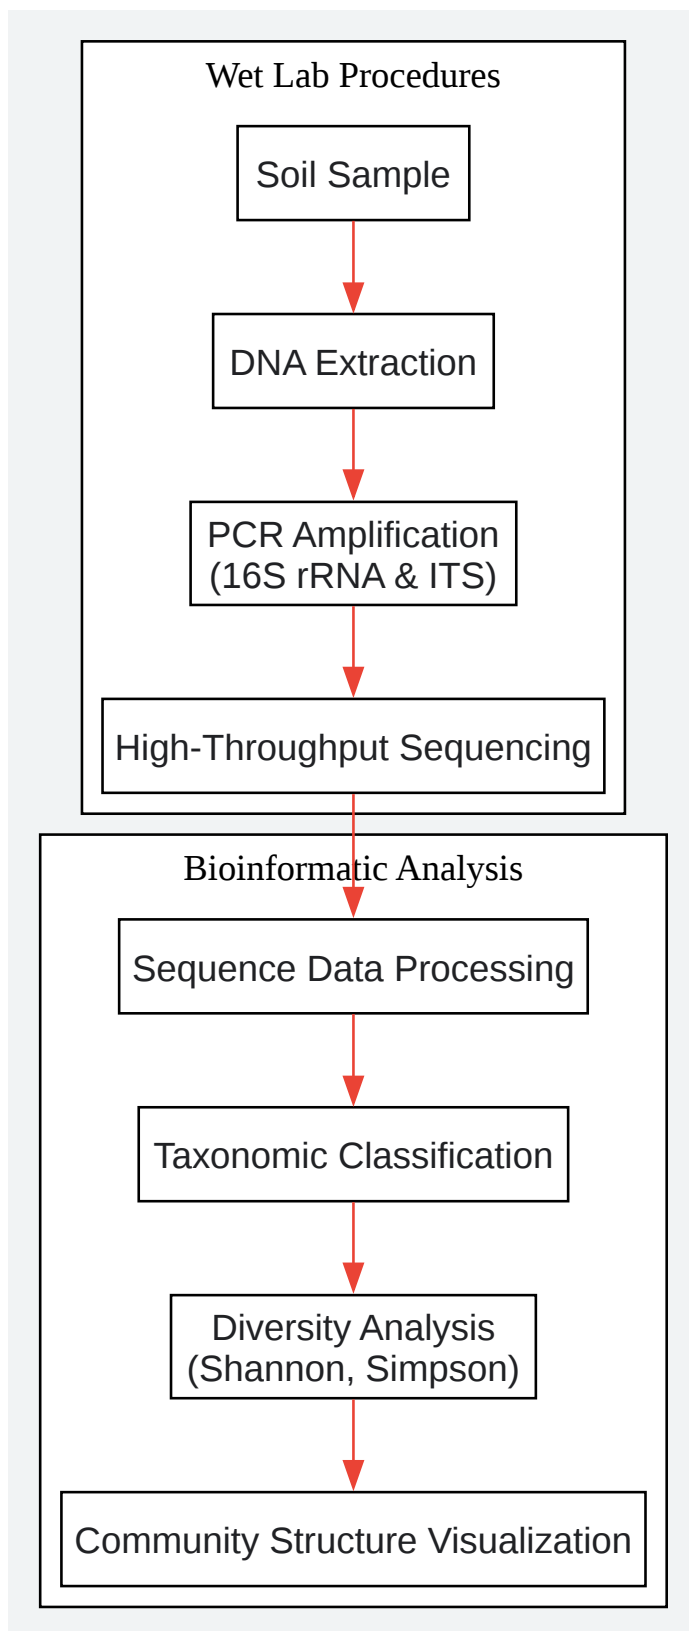 Wet Lab Procedures
Soil Sample
DNA Extraction
PCR Amplification
(16S rRNA & ITS)
High-Throughput Sequencing
Bioinformatic Analysis
Sequence Data Processing
Taxonomic Classification
Diversity Analysis
(Shannon, Simpson)
Community Structure Visualization